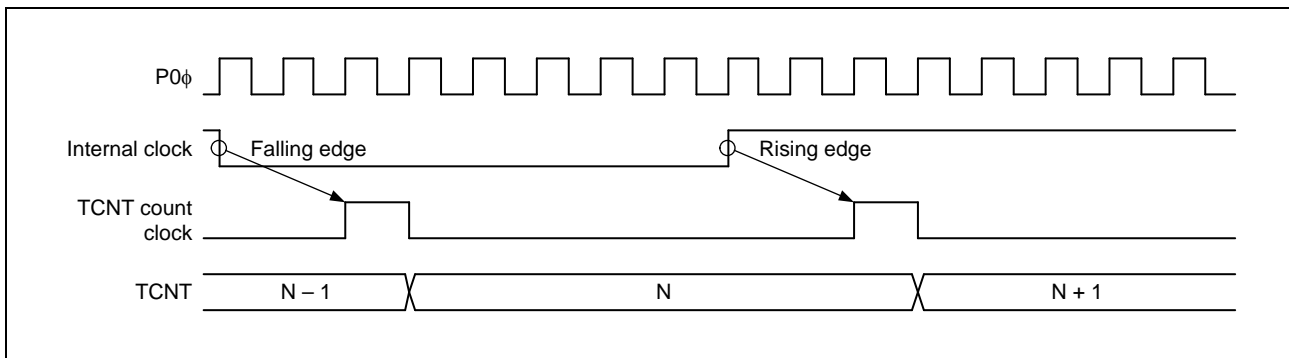 P0ϕ
Internal clock
Falling edge
Rising edge
TCNT count
clock
TCNT
N – 1
N
N + 1